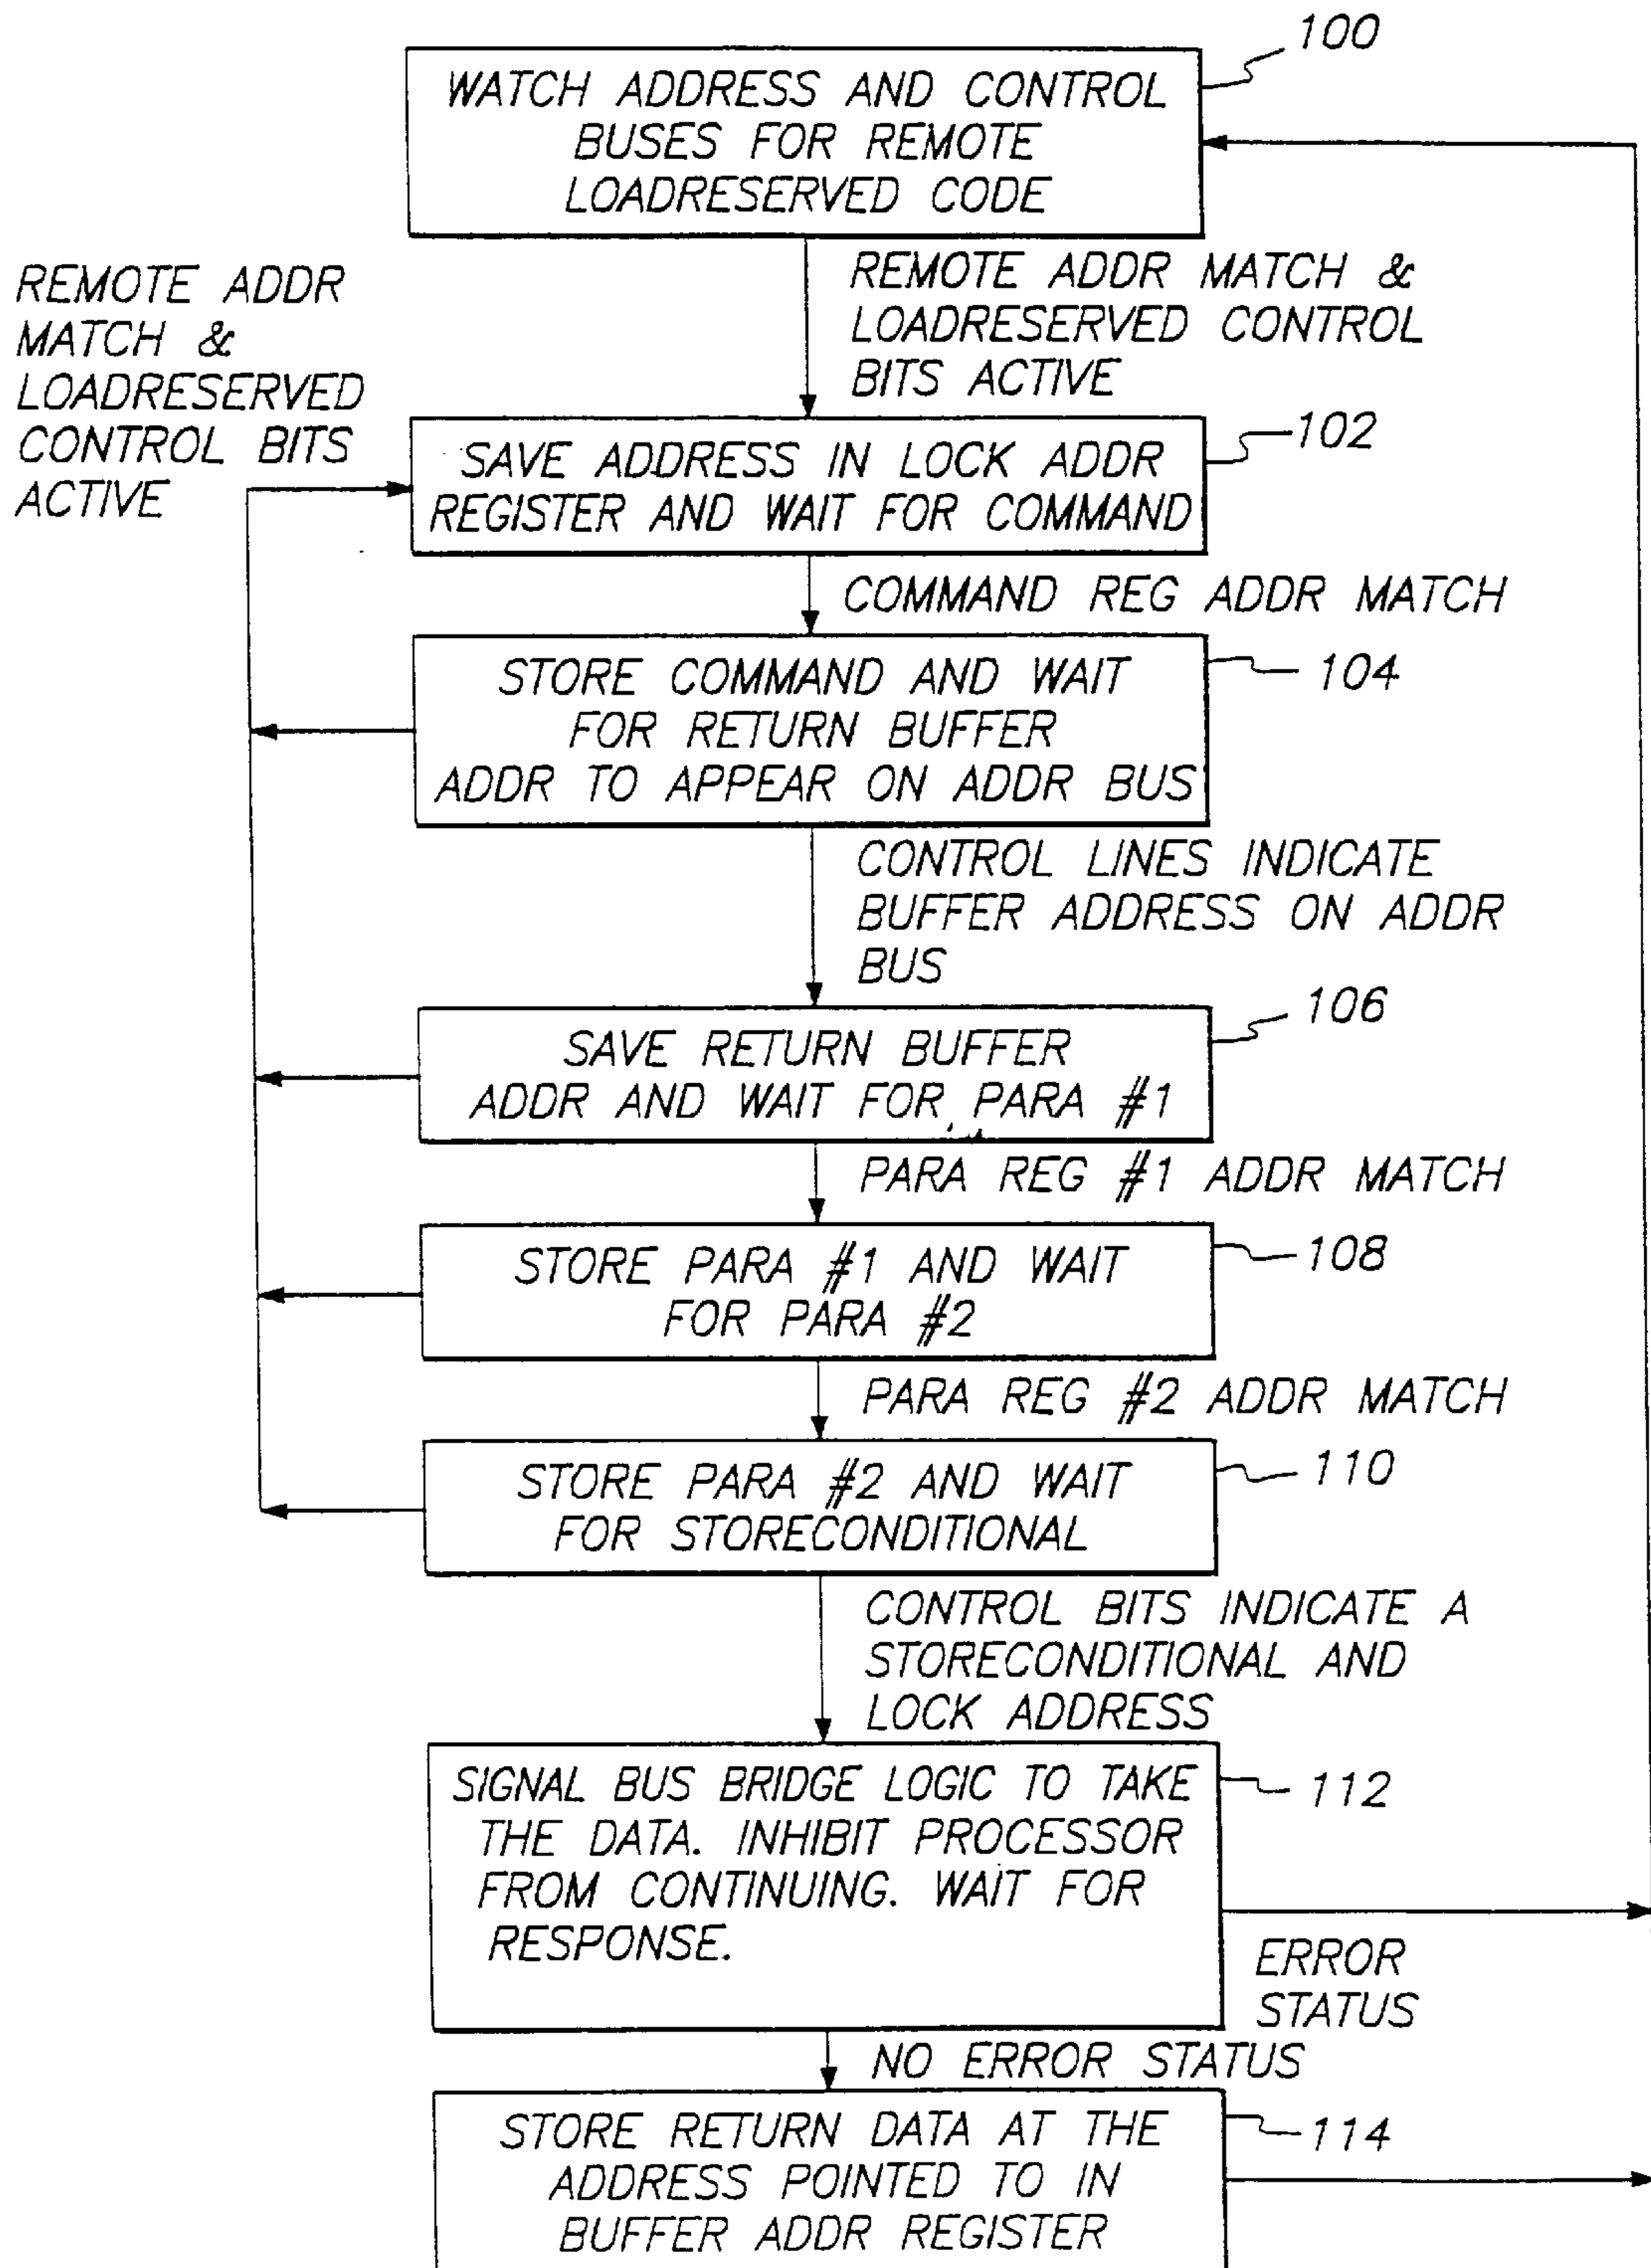 100
WATCH ADDRESS AND CONTROL
BUSES FOR REMOTE
LOADRESERVED CODE
REMOTE ADDR
MATCH &
LOADRESERVED
CONTROL BITS
ACTIVE
REMOTE ADDR MATCH &
LOADRESERVED CONTROL
BITS ACTIVE
102
SAVE ADDRESS IN LOCK ADDR
REGISTER AND WAIT FOR COMMAND
COMMAND REG ADDR MATCH
104
STORE COMMAND AND WAIT
FOR RETURN BUFFER
ADDR TO APPEAR ON ADDR BUS
CONTROL LINES INDICATE
BUFFER ADDRESS ON ADDR
BUS
106
SAVE RETURN BUFFER
ADDR AND WAIT FOR PARA #1
PARA REG #1 ADDR MATCH
108
STORE PARA #1 AND WAIT
FOR PARA #2
PARA REG #2 ADDR MATCH
110
STORE PARA #2 AND WAIT
FOR STORECONDITIONAL
CONTROL BITS INDICATE A
STORECONDITIONAL AND
LOCK ADDRESS
112
SIGNAL BUS BRIDGE LOGIC TO TAKE
THE DATA. INHIBIT PROCESSOR
FROM CONTINUING. WAIT FOR
RESPONSE.
ERROR
STATUS
NO ERROR STATUS
114
STORE RETURN DATA AT THE
ADDRESS POINTED TO IN
BUFFER ADDR REGISTER